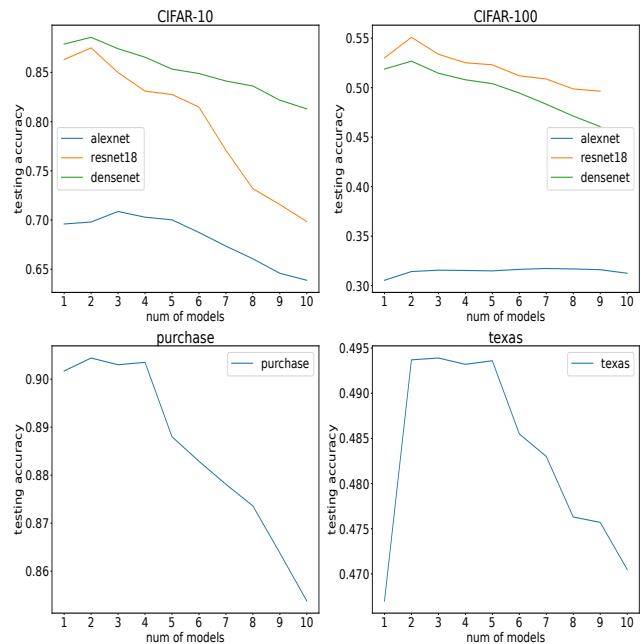 CIFAR-10
testing accuracy
0.85
0.80
0.75
0.70
0.65
alexnet
resnet18
densenet
1 2 3 4 5 6 7 8 9 10
num of models
CIFAR-100
testing accuracy
0.55
0.50
0.45
0.40
0.35
0.30
alexnet
resnet18
densenet
1 2 3 4 5 6 7 8 9 10
num of models
purchase
testing accuracy
0.90
0.89
0.88
0.87
0.86
purchase
1 2 3 4 5 6 7 8 9 10
num of models
texas
testing accuracy
0.495
0.490
0.485
0.480
0.475
0.470
texas
1 2 3 4 5 6 7 8 9 10
num of models